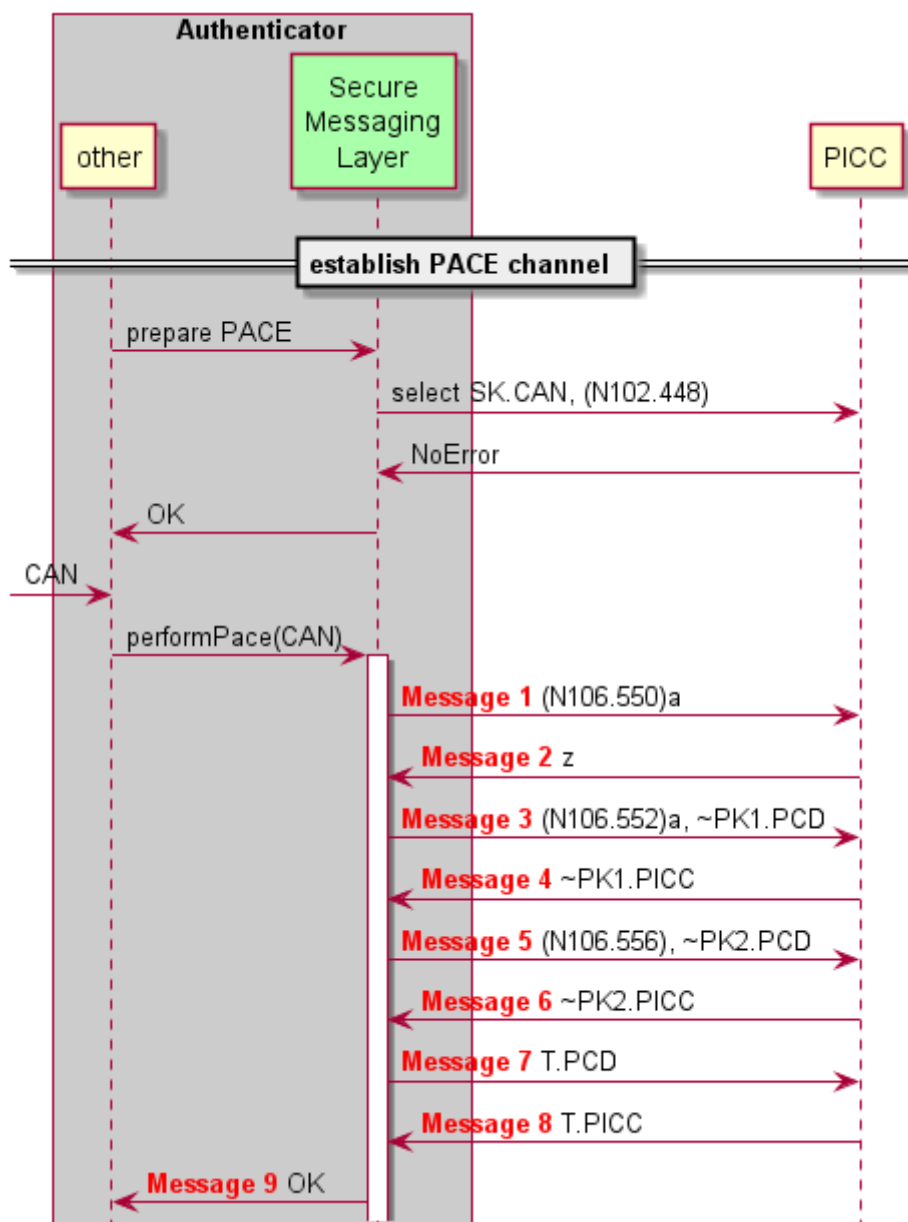 Authenticator
Secure
Messaging
Layer
other
PICC
establish PACE channel
prepare PACE
select SK.CAN, (N102.448)
NoError
OK
CAN
performPace(CAN)
Message 1 (N106.550)a
Message 2 z
Message 3 (N106.552)a, ~PK1.PCD
Message 4 ~PK1.PICC
Message 5 (N106.556), ~PK2.PCD
Message 6 ~PK2.PICC
Message 7 T.PCD
Message 8 T.PICC
Message 9 OK